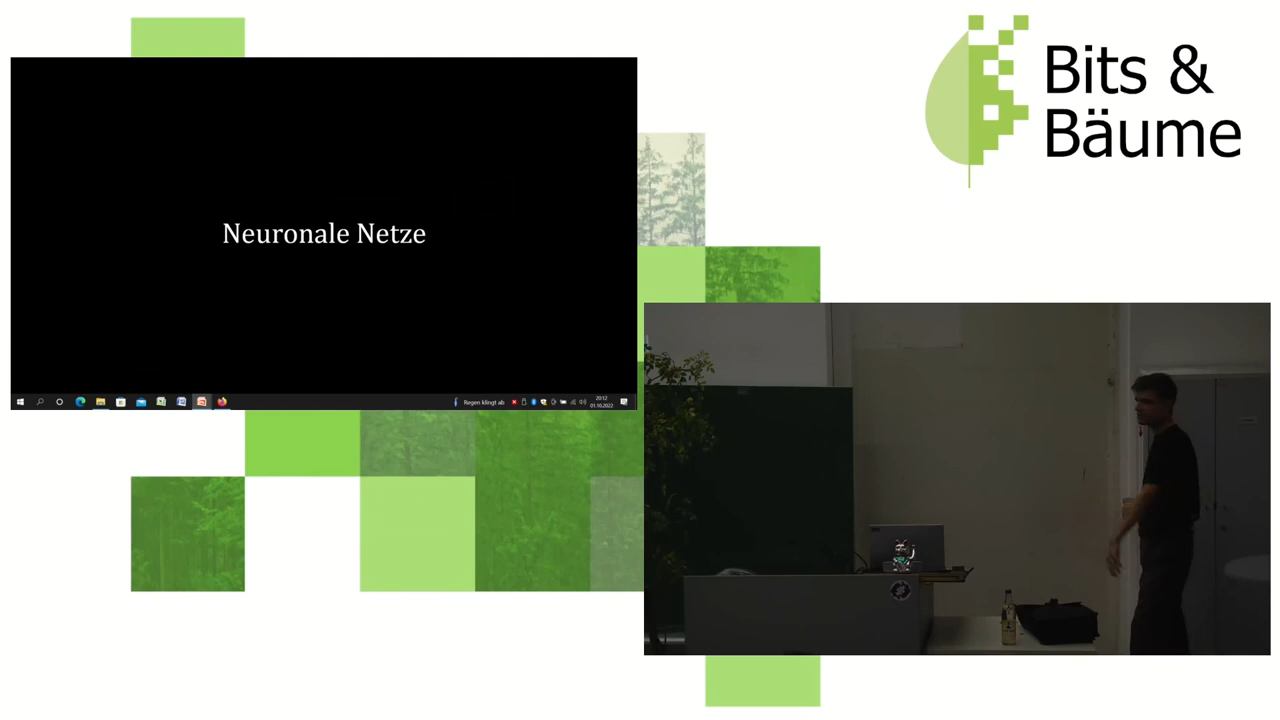 Bits &
Bäume
Neuronale Netze
Regen klingt ab
20:12
01.10.2022